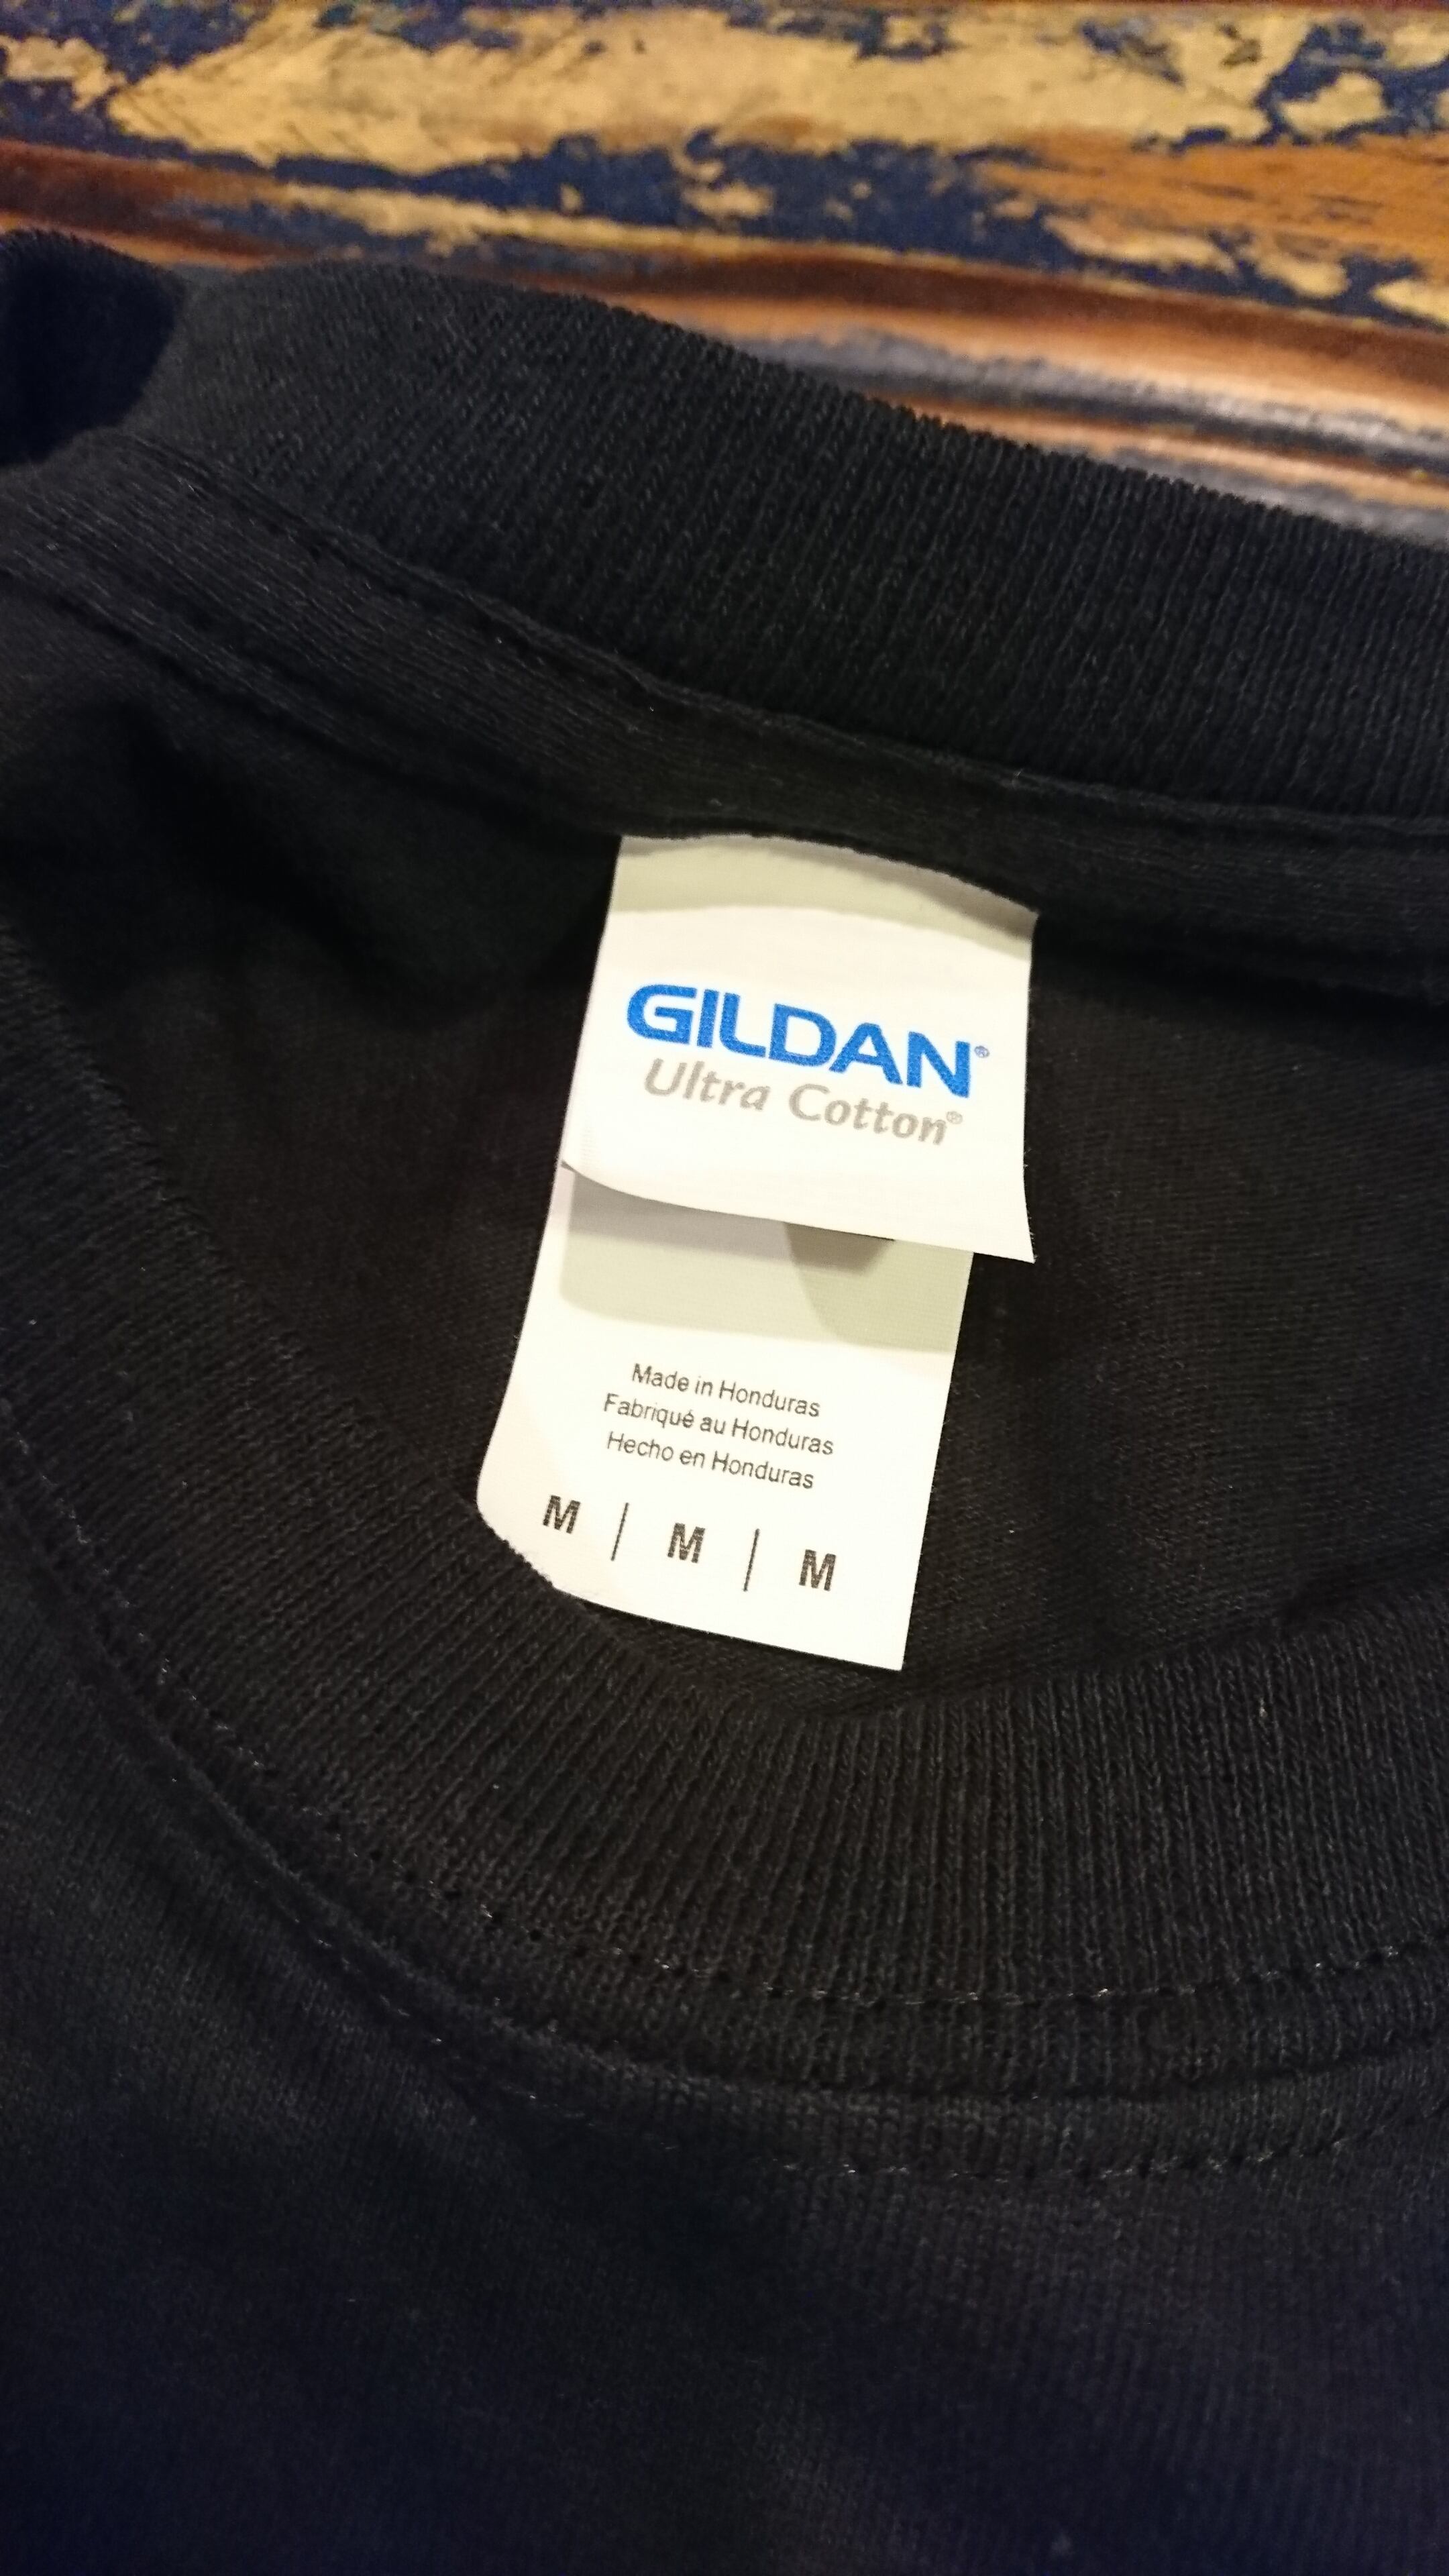 GILDAN®
Ultra Cotton®
Made in Honduras
Fabriqué au Honduras
Hecho en Honduras
M | M | M